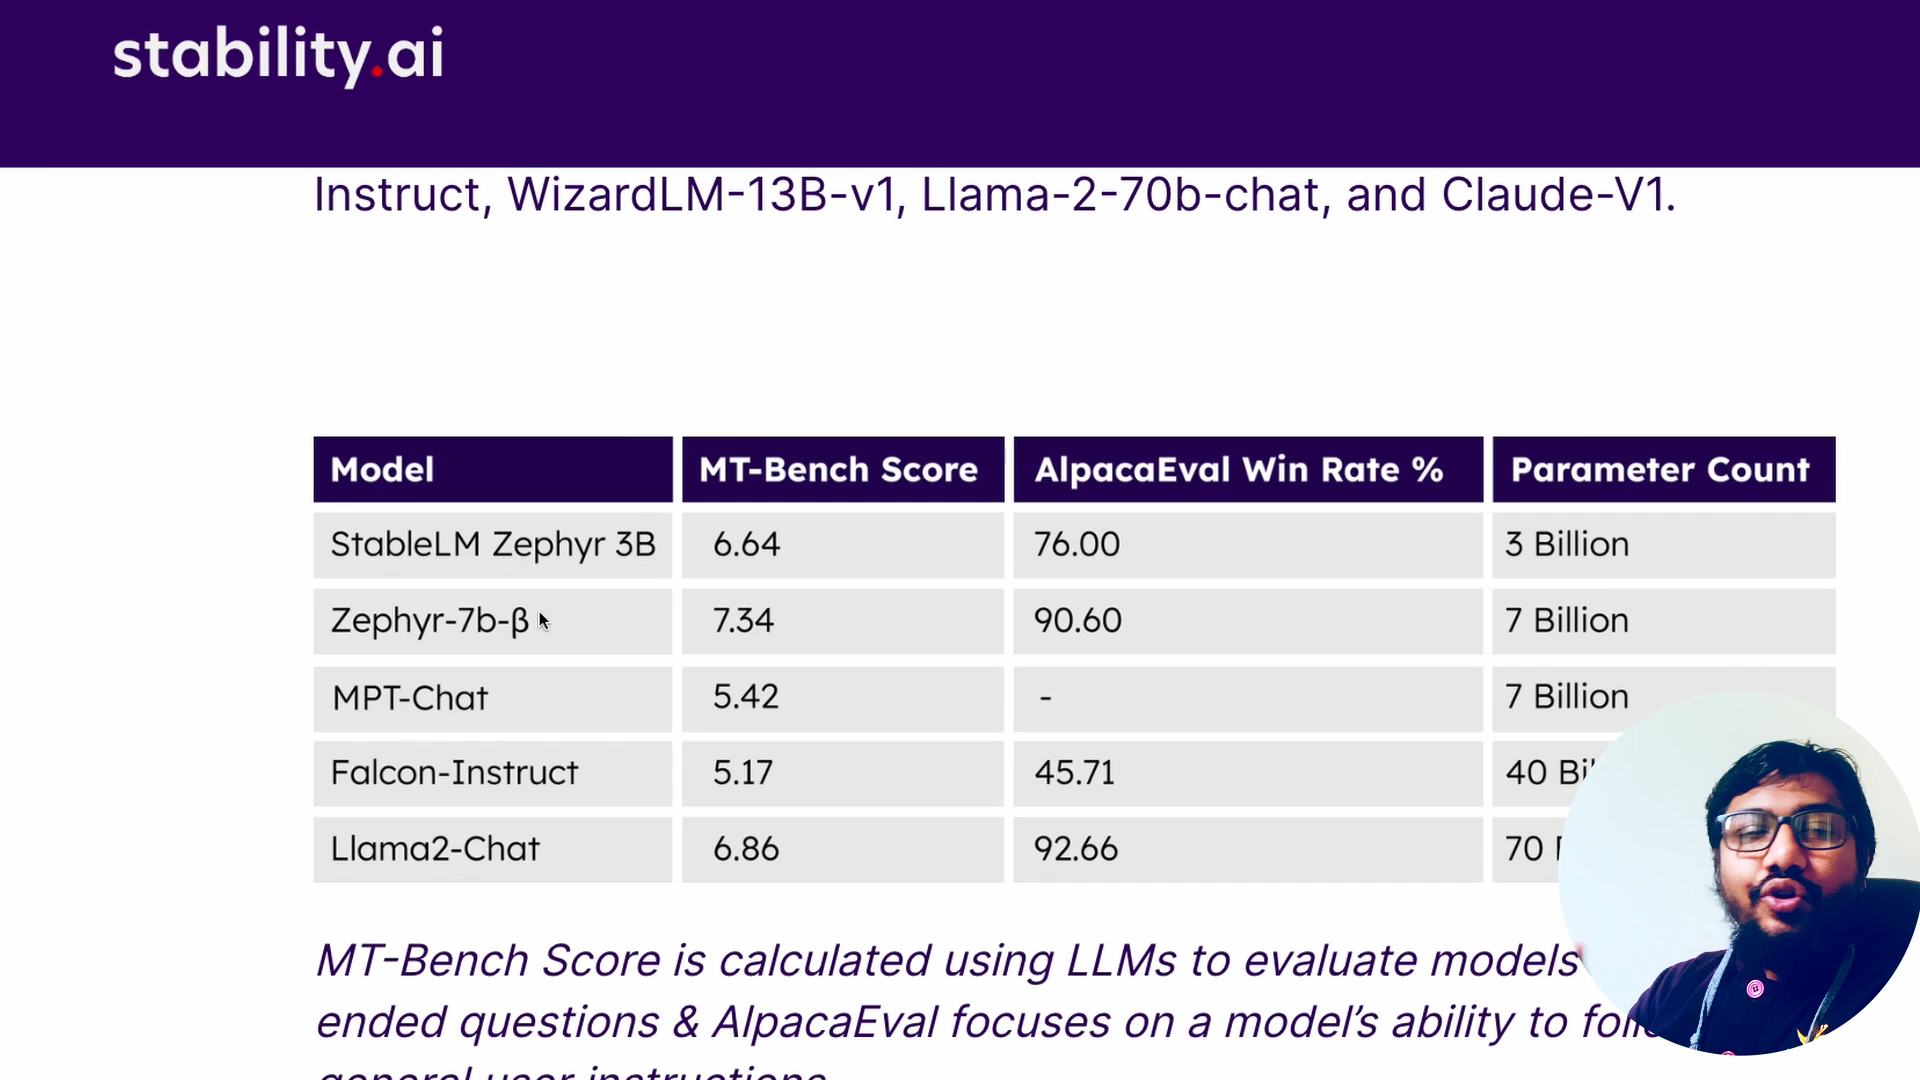 stability.ai
Instruct, WizardLM-13B-v1, Llama-2-70b-chat, and Claude-V1.
Model MT-Bench Score AlpacaEval Win Rate % Parameter Count
StableLM Zephyr 3B 6.64 76.00 3 Billion
Zephyr-7b-β 7.34 90.60 7 Billion
MPT-Chat 5.42 - 7 Billion
Falcon-Instruct 5.17 45.71 40
Llama2-Chat 6.86 92.66 70
MT-Bench Score is calculated using LLMs to evaluate models
ended questions & AlpacaEval focuses on a model's ability to
general user instructions